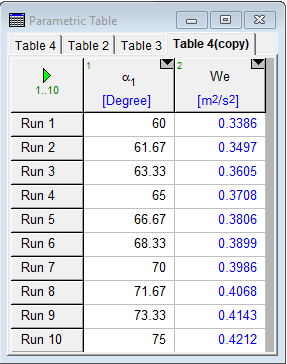 Parametric Table
Table 4 Table 2 Table 3 Table 4(copy)
1..10 1 α1 [Degree] 2 We [m2/s2]
Run 1 60 0.3386
Run 2 61.67 0.3497
Run 3 63.33 0.3605
Run 4 65 0.3708
Run 5 66.67 0.3806
Run 6 68.33 0.3899
Run 7 70 0.3986
Run 8 71.67 0.4068
Run 9 73.33 0.4143
Run 10 75 0.4212